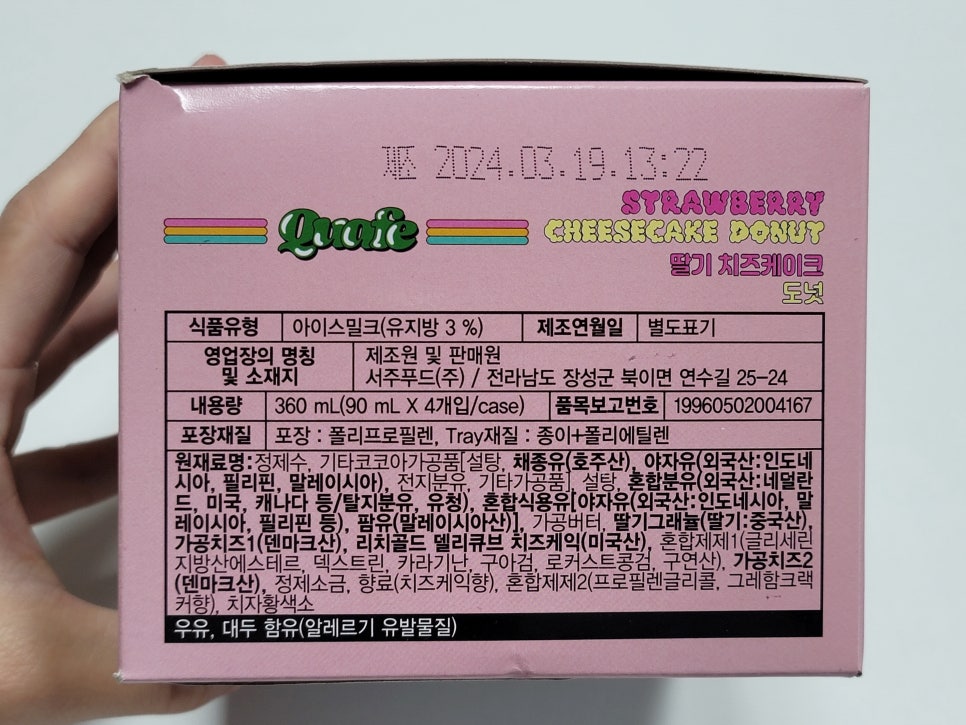 제조 2024.03.19.13:22
Quafe
STRAWBERRY
CHEESECAKE DONUT
딸기 치즈케이크
도넛
식품유형 아이스밀크(유지방 3 %) 제조연월일 별도표기
영업장의 명칭 및 소재지
제조원 및 판매원
서주푸드(주) / 전라남도 장성군 북이면 연수길 25-24
내용량 360 mL(90 mL X 4개입/case) 품목보고번호 19960502004167
포장재질 포장 : 폴리프로필렌, Tray재질 : 종이+폴리에틸렌
원재료명:정제수, 기타코코아가공품[설탕, 채종유(호주산), 야자유(외국산:인도네
시아, 필리핀, 말레이시아), 전지분유, 기타가공품], 설탕, 혼합분유(외국산:네덜란
드, 미국, 캐나다 등/탈지분유, 유청), 혼합식용유[야자유(외국산:인도네시아, 말
레이시아, 필리핀 등), 팜유(말레이시아산)], 가공버터, 딸기그래뉼(딸기:중국산),
가공치즈1(덴마크산), 리치골드 델리큐브 치즈케익(미국산), 혼합제제1(글리세린
지방산에스테르, 덱스트린, 카라기난, 구아검, 로커스트콩검, 구연산), 가공치즈2
(덴마크산), 정제소금, 향료(치즈케익향), 혼합제제2(프로필렌글리콜, 그레함크랙
커향), 치자황색소
우유, 대두 함유(알레르기 유발물질)